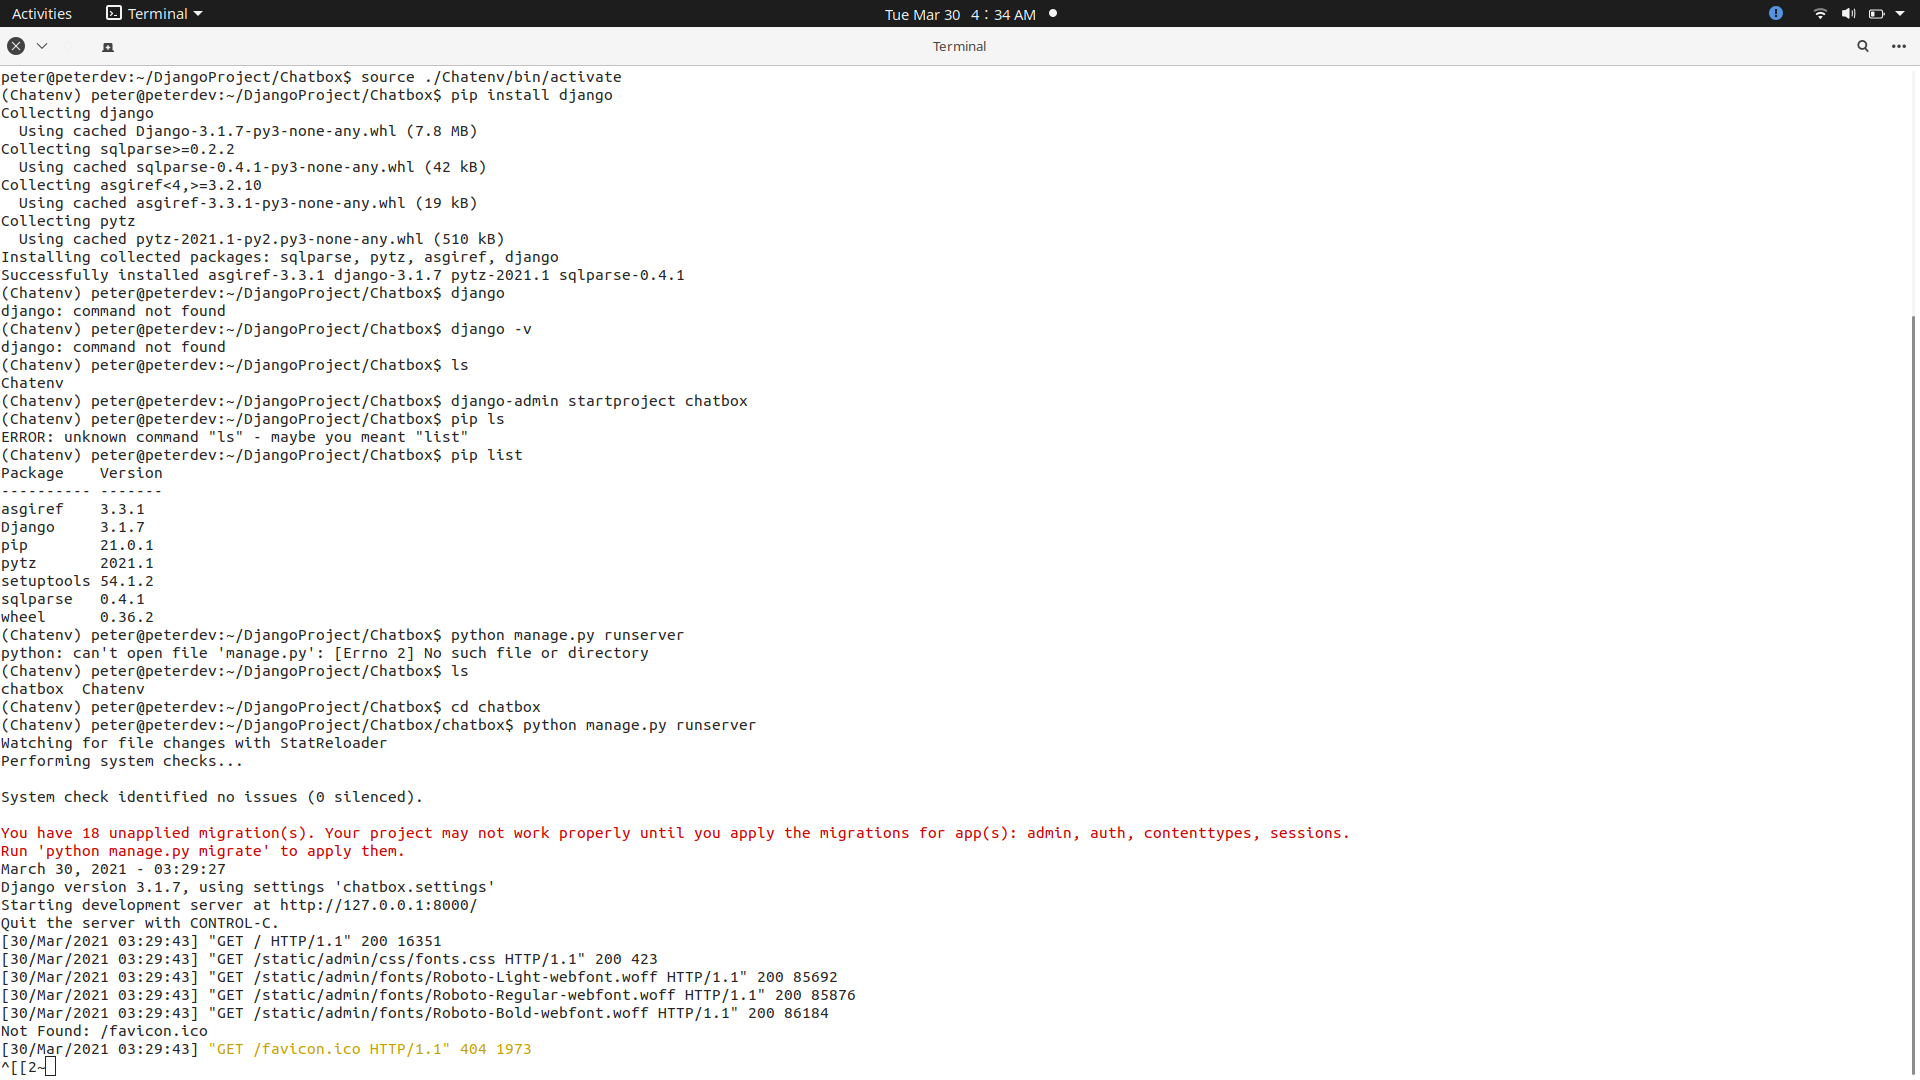 Activities Terminal Tue Mar 30 4 : 34 AM
Terminal
peter@peterdev:~/DjangoProject/Chatbox$ source ./Chatenv/bin/activate
(Chatenv) peter@peterdev:~/DjangoProject/Chatbox$ pip install django
Collecting django
  Using cached Django-3.1.7-py3-none-any.whl (7.8 MB)
Collecting sqlparse>=0.2.2
  Using cached sqlparse-0.4.1-py3-none-any.whl (42 kB)
Collecting asgiref<4,>=3.2.10
  Using cached asgiref-3.3.1-py3-none-any.whl (19 kB)
Collecting pytz
  Using cached pytz-2021.1-py2.py3-none-any.whl (510 kB)
Installing collected packages: sqlparse, pytz, asgiref, django
Successfully installed asgiref-3.3.1 django-3.1.7 pytz-2021.1 sqlparse-0.4.1
(Chatenv) peter@peterdev:~/DjangoProject/Chatbox$ django
django: command not found
(Chatenv) peter@peterdev:~/DjangoProject/Chatbox$ django -v
django: command not found
(Chatenv) peter@peterdev:~/DjangoProject/Chatbox$ ls
Chatenv
(Chatenv) peter@peterdev:~/DjangoProject/Chatbox$ django-admin startproject chatbox
(Chatenv) peter@peterdev:~/DjangoProject/Chatbox$ pip ls
ERROR: unknown command "ls" - maybe you meant "list"
(Chatenv) peter@peterdev:~/DjangoProject/Chatbox$ pip list
Package    Version
---------- -------
asgiref    3.3.1
Django     3.1.7
pip        21.0.1
pytz       2021.1
setuptools 54.1.2
sqlparse   0.4.1
wheel      0.36.2
(Chatenv) peter@peterdev:~/DjangoProject/Chatbox$ python manage.py runserver
python: can't open file 'manage.py': [Errno 2] No such file or directory
(Chatenv) peter@peterdev:~/DjangoProject/Chatbox$ ls
chatbox  Chatenv
(Chatenv) peter@peterdev:~/DjangoProject/Chatbox$ cd chatbox
(Chatenv) peter@peterdev:~/DjangoProject/Chatbox/chatbox$ python manage.py runserver
Watching for file changes with StatReloader
Performing system checks...

System check identified no issues (0 silenced).

You have 18 unapplied migration(s). Your project may not work properly until you apply the migrations for app(s): admin, auth, contenttypes, sessions.
Run 'python manage.py migrate' to apply them.
March 30, 2021 - 03:29:27
Django version 3.1.7, using settings 'chatbox.settings'
Starting development server at http://127.0.0.1:8000/
Quit the server with CONTROL-C.
[30/Mar/2021 03:29:43] "GET / HTTP/1.1" 200 16351
[30/Mar/2021 03:29:43] "GET /static/admin/css/fonts.css HTTP/1.1" 200 423
[30/Mar/2021 03:29:43] "GET /static/admin/fonts/Roboto-Light-webfont.woff HTTP/1.1" 200 85692
[30/Mar/2021 03:29:43] "GET /static/admin/fonts/Roboto-Regular-webfont.woff HTTP/1.1" 200 85876
[30/Mar/2021 03:29:43] "GET /static/admin/fonts/Roboto-Bold-webfont.woff HTTP/1.1" 200 86184
Not Found: /favicon.ico
[30/Mar/2021 03:29:43] "GET /favicon.ico HTTP/1.1" 404 1973
^[[2~